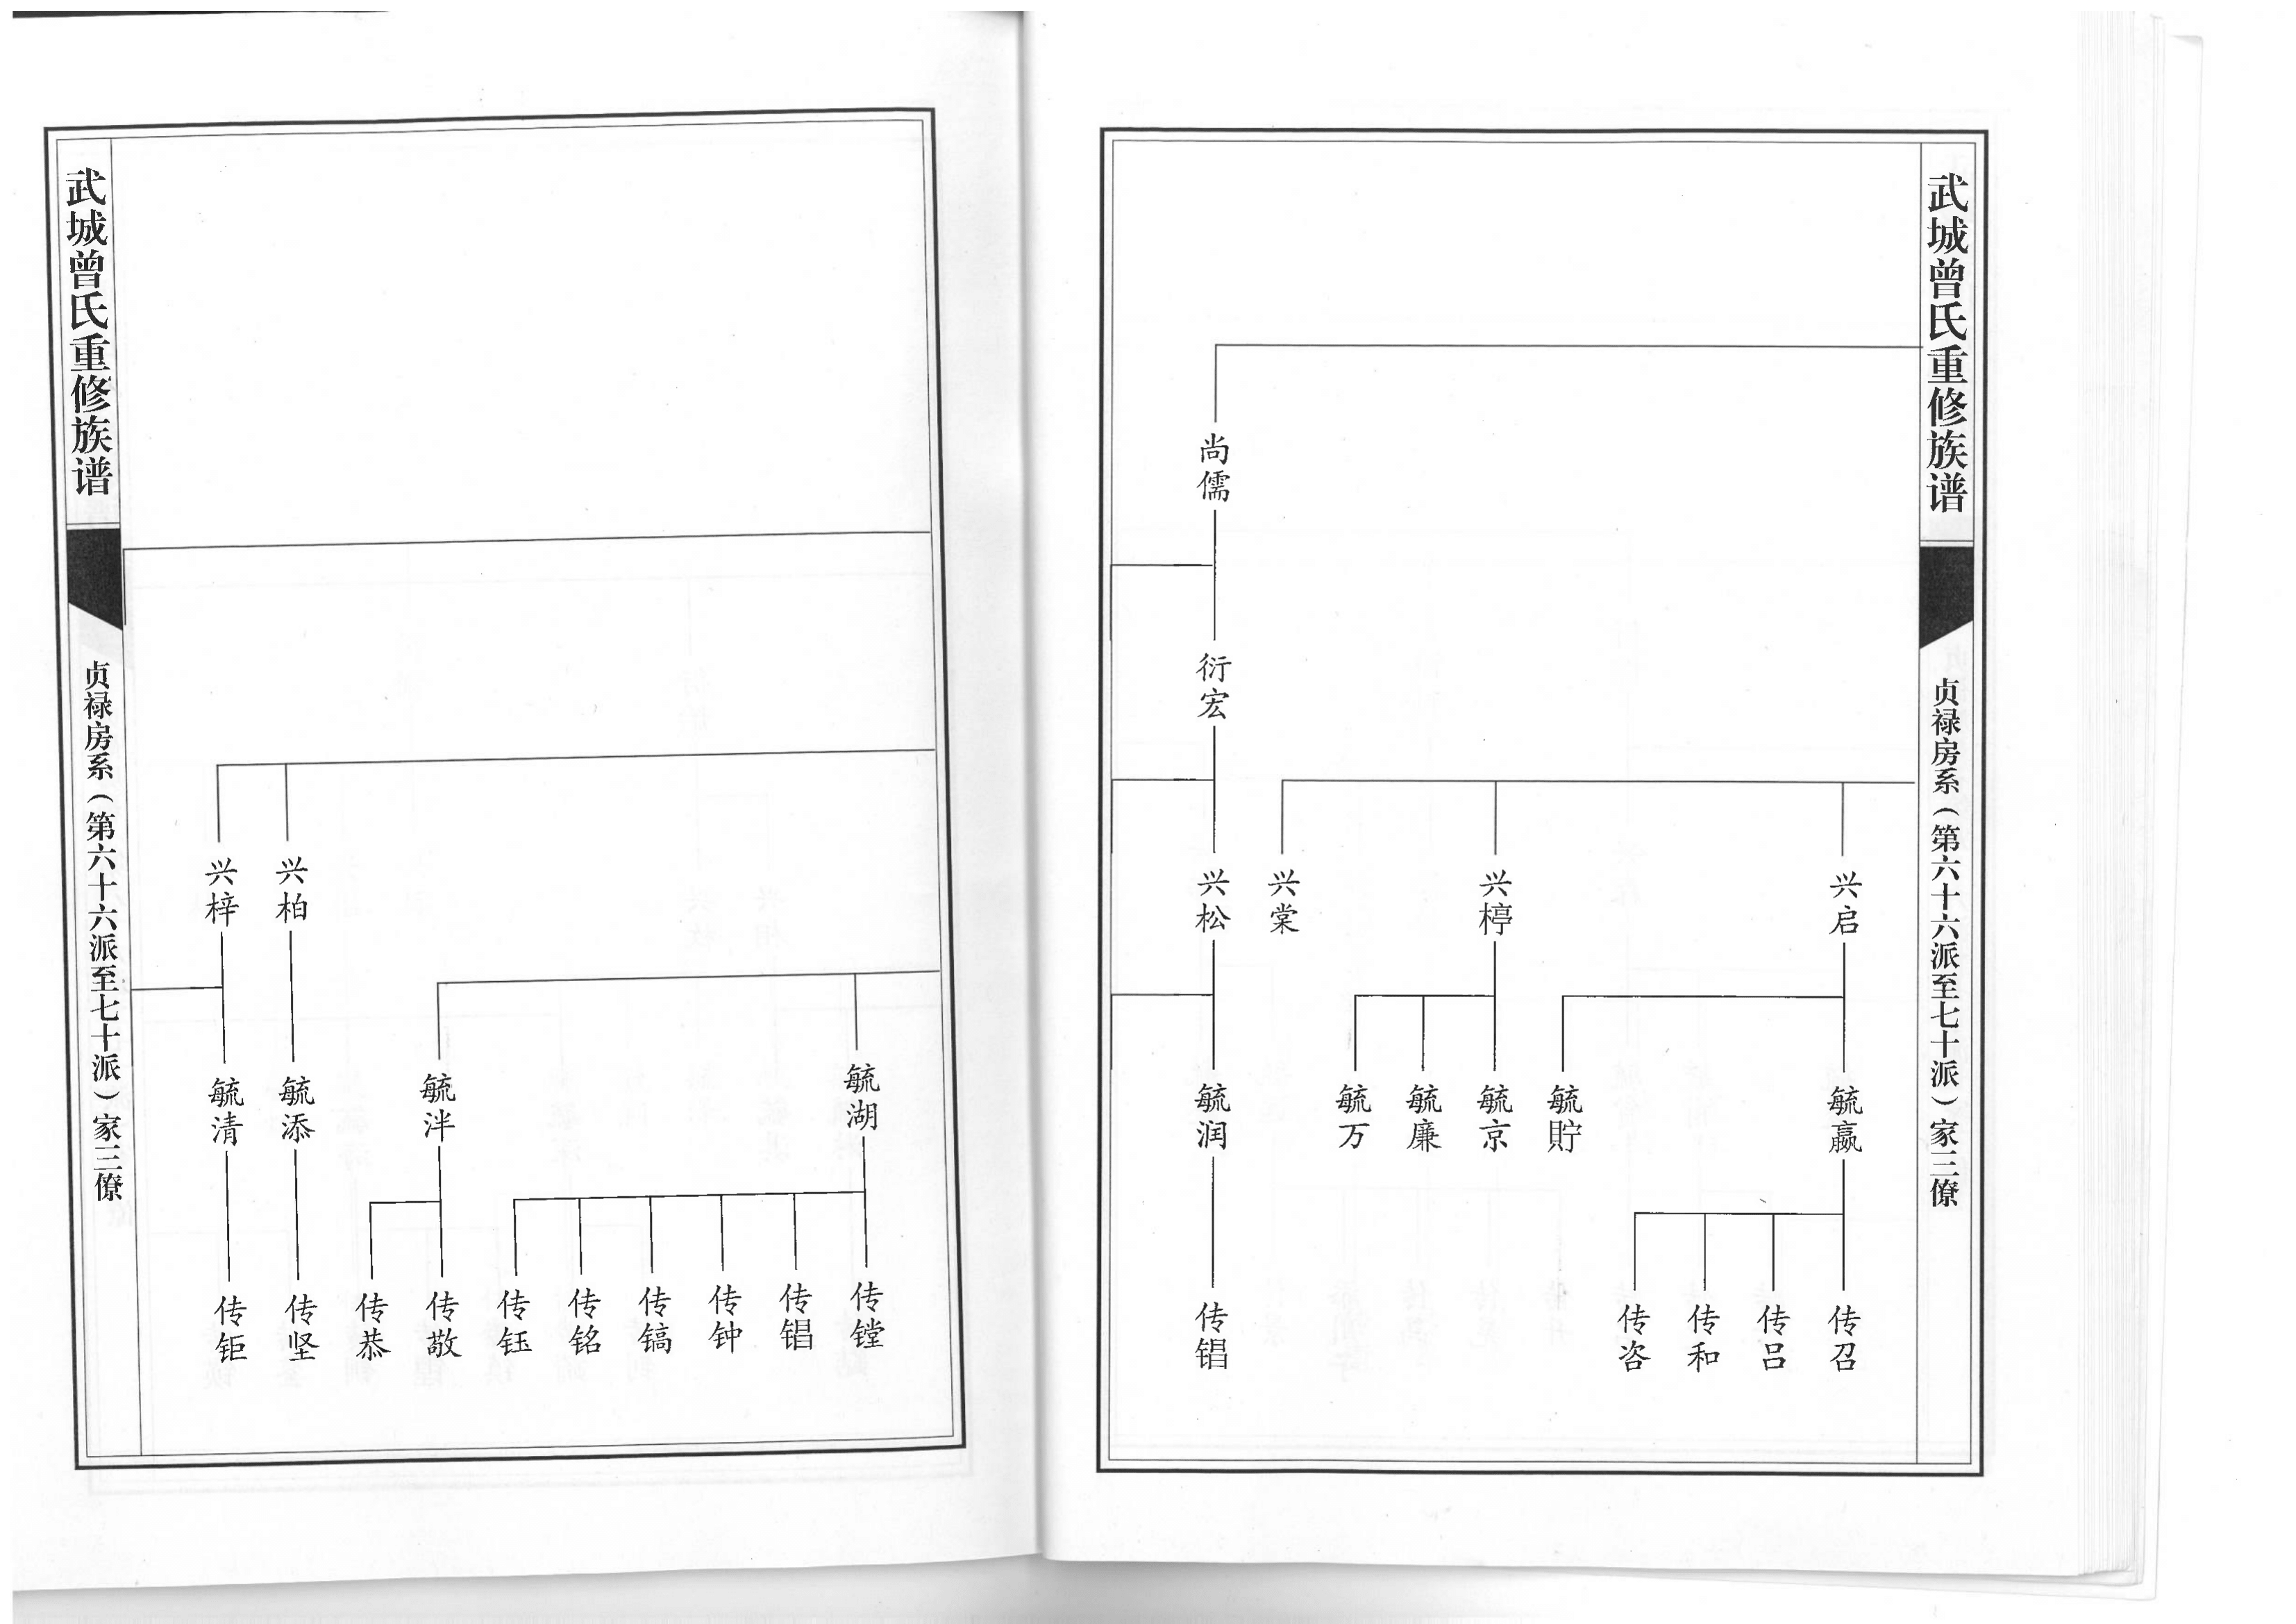 武城曾氏重修族谱
贞禄房系（第六十六派至七十派）家三僚
尚儒
衍宏
兴启
兴楟
兴棠
兴松
毓嬴
毓貯
毓京
毓廉
毓万
毓润
传召
传吕
传和
传咨
传锠
武城曾氏重修族谱
贞禄房系（第六十六派至七十派）家三僚
兴柏
兴梓
毓湖
毓泮
毓添
毓清
传镗
传锠
传钟
传镐
传铭
传钰
传敬
传恭
传坚
传钜